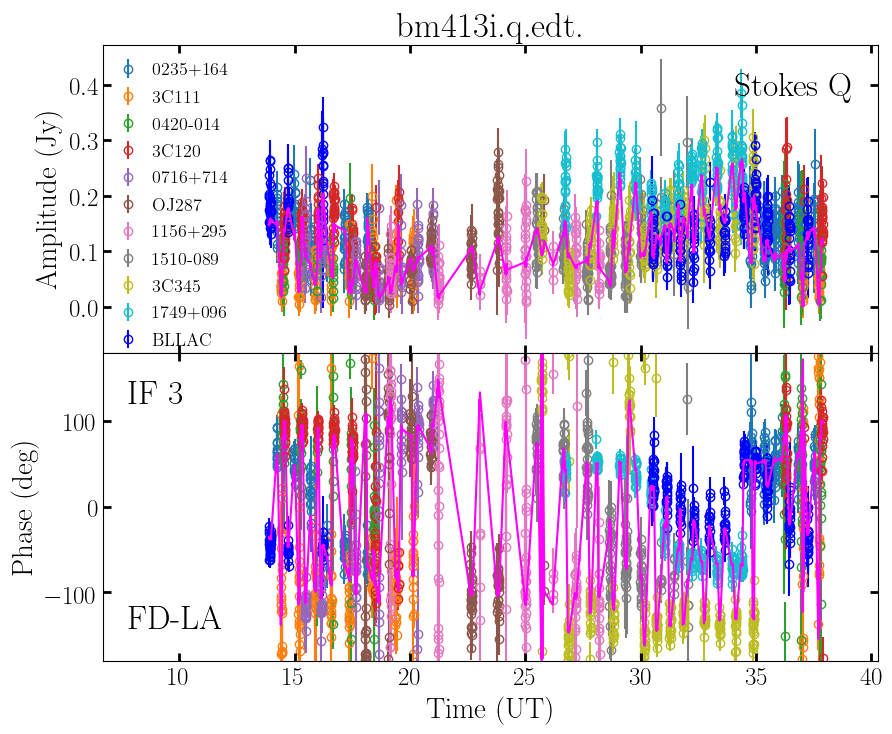 bm413i.q.edt.
Stokes Q
0235+164
3C111
0420-014
3C120
0716+714
OJ287
1156+295
1510-089
3C345
1749+096
BLLAC
Amplitude (Jy)
0.4
0.3
0.2
0.1
0.0
IF 3
FD-LA
Phase (deg)
100
0
−100
10 15 20 25 30 35 40
Time (UT)